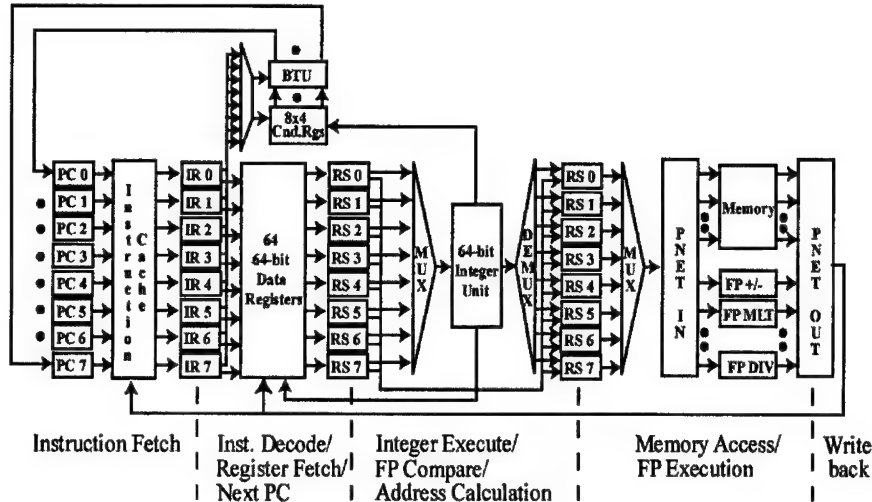 BTU
8x4
Cnd.Rgs
PC 0
PC 1
PC 2
PC 3
PC 4
PC 5
PC 6
PC 7
Instruction
Cache
IR 0
IR 1
IR 2
IR 3
IR 4
IR 5
IR 6
IR 7
64
64-bit
Data
Registers
RS 0
RS 1
RS 2
RS 3
RS 4
RS 5
RS 6
RS 7
MUX
64-bit
Integer
Unit
DEMUX
RS 0
RS 1
RS 2
RS 3
RS 4
RS 5
RS 6
RS 7
MUX
PNET IN
Memory
FP +/-
FP MLT
FP DIV
PNET OUT
Instruction Fetch
Inst. Decode/
Register Fetch/
Next PC
Integer Execute/
FP Compare/
Address Calculation
Memory Access/
FP Execution
Write
back